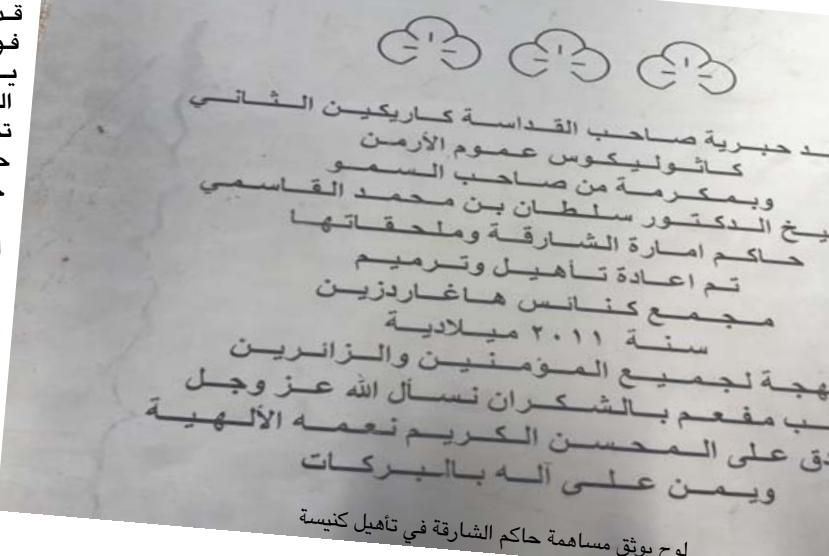 حبرية صاحب القداسة كاريكين الثاني
كاثوليكوس عموم الأرمن
وبمكرمة من صاحب السمو
الدكتور سلطان بن محمد القاسمي
حاكم امارة الشارقة وملحقاتها
تم اعادة تأهيل وترميم
مجمع كنائس هاغاردزين
سنة ٢٠١١ ميلادية
لجميع المؤمنين والزائرين
مفعم بالشكران نسأل الله عز وجل
على المحسن الكريم نعمه الألهية
ويمن على آله بالبركات
لوح يوثق مساهمة حاكم الشارقة في تأهيل كنيسة